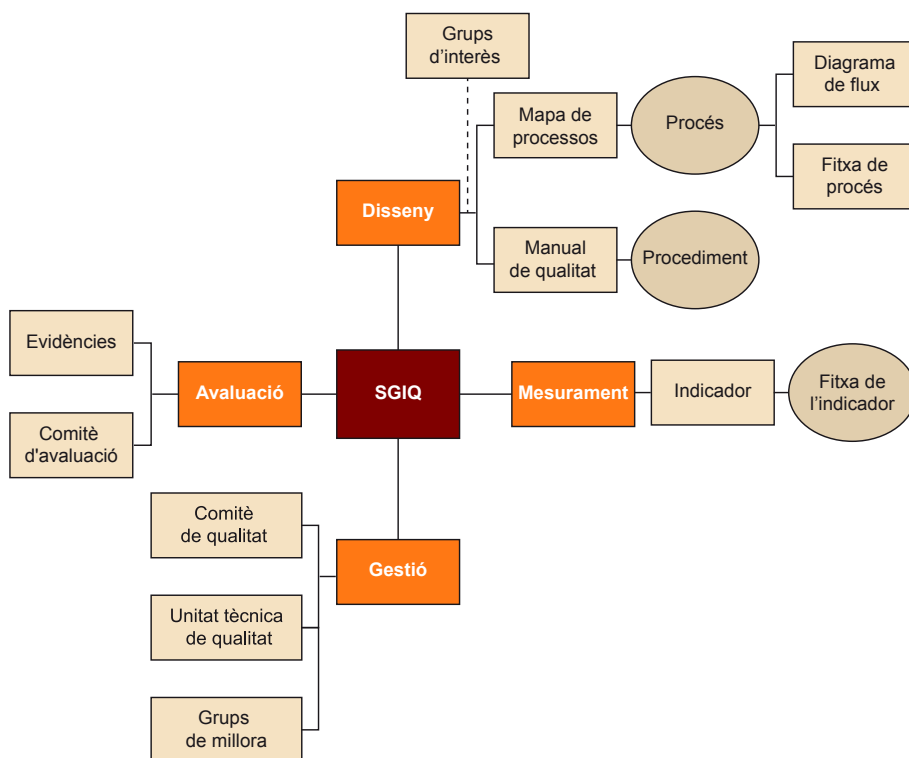 Grups
d’interès
Diagrama
de flux
Mapa de
processos
Procés
Fitxa de
procés
Disseny
Manual
de qualitat
Procediment
Evidències
Avaluació
SGIQ
Mesurament
Indicador
Fitxa de
l’indicador
Comitè
d'avaluació
Comitè
de qualitat
Gestió
Unitat tècnica
de qualitat
Grups
de millora